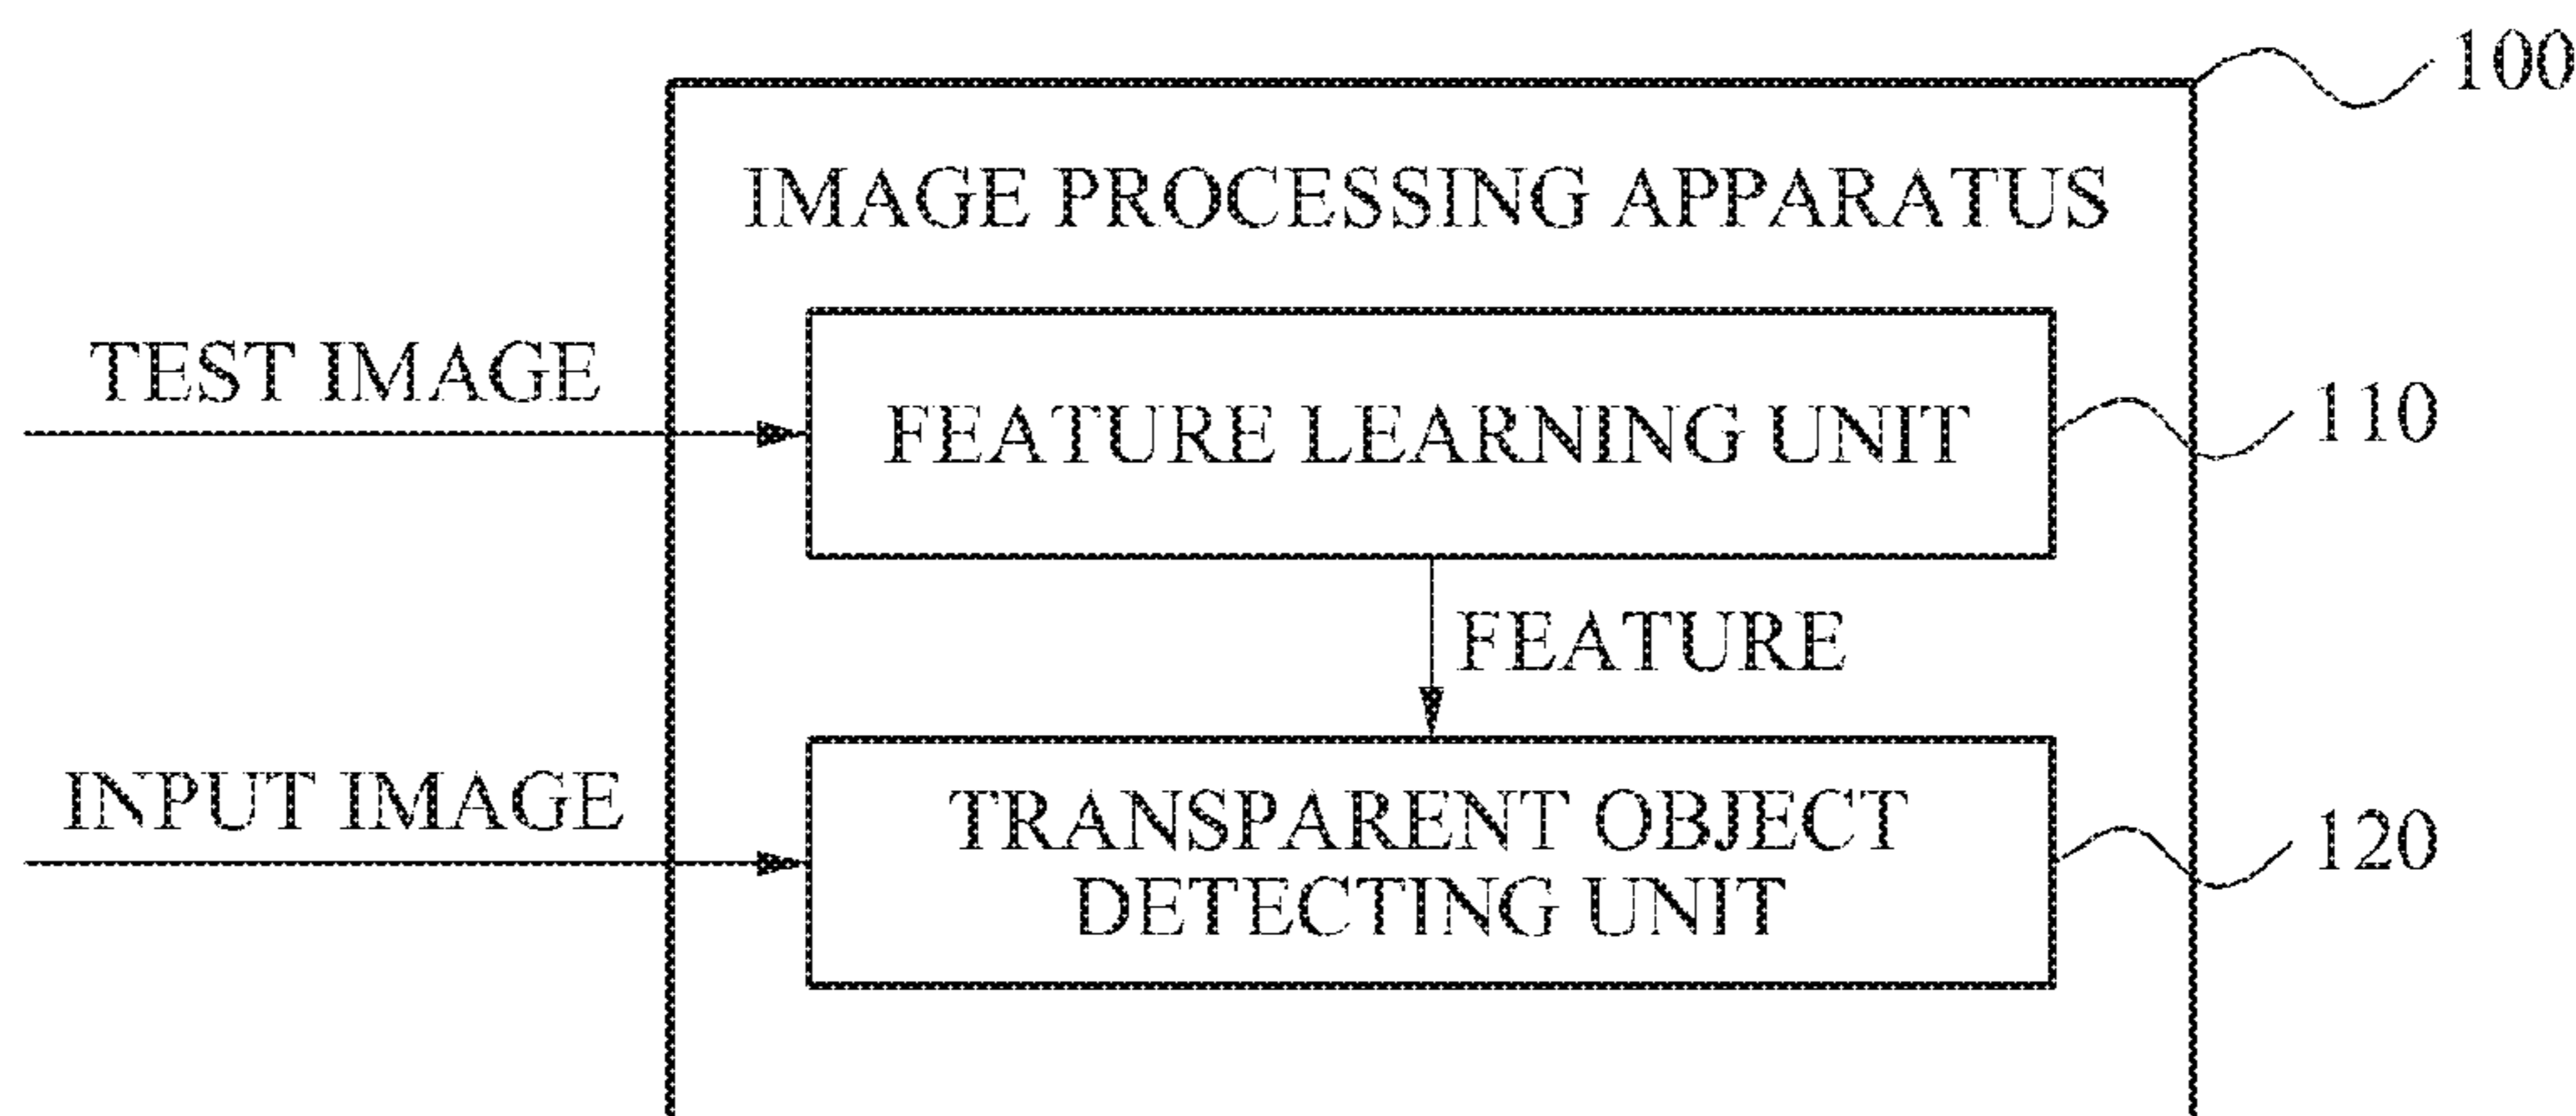 100
IMAGE PROCESSING APPARATUS
TEST IMAGE
FEATURE LEARNING UNIT
110
FEATURE
INPUT IMAGE
TRANSPARENT OBJECT
DETECTING UNIT
120